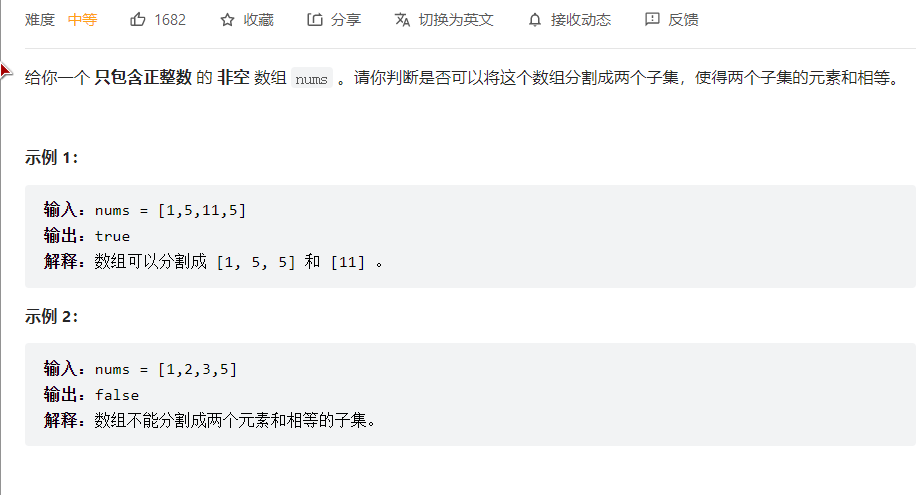 难度 中等 1682 收藏 分享 切换为英文 接收动态 反馈
给你一个 只包含正整数 的 非空 数组 nums 。请你判断是否可以将这个数组分割成两个子集，使得两个子集的元素和相等。
示例 1：
输入：nums = [1,5,11,5]
输出：true
解释：数组可以分割成 [1, 5, 5] 和 [11] 。
示例 2：
输入：nums = [1,2,3,5]
输出：false
解释：数组不能分割成两个元素和相等的子集。